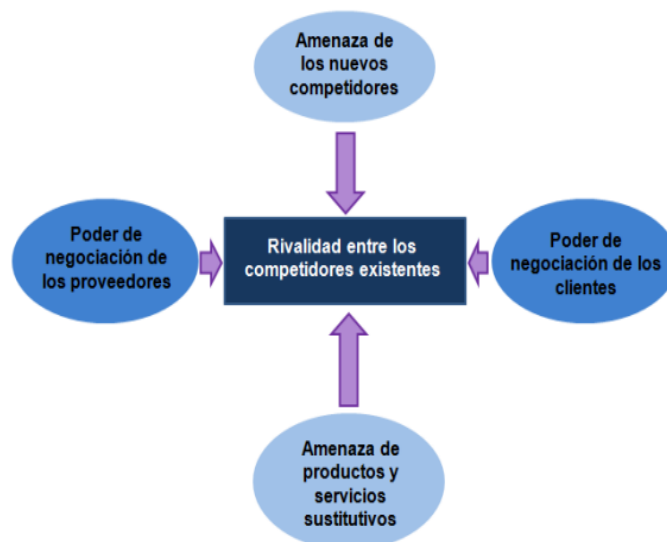 Amenaza de
los nuevos
competidores
Poder de
negociación de
los proveedores
Rivalidad entre los
competidores existentes
Poder de
negociación de los
clientes
Amenaza de
productos y
servicios
sustitutivos